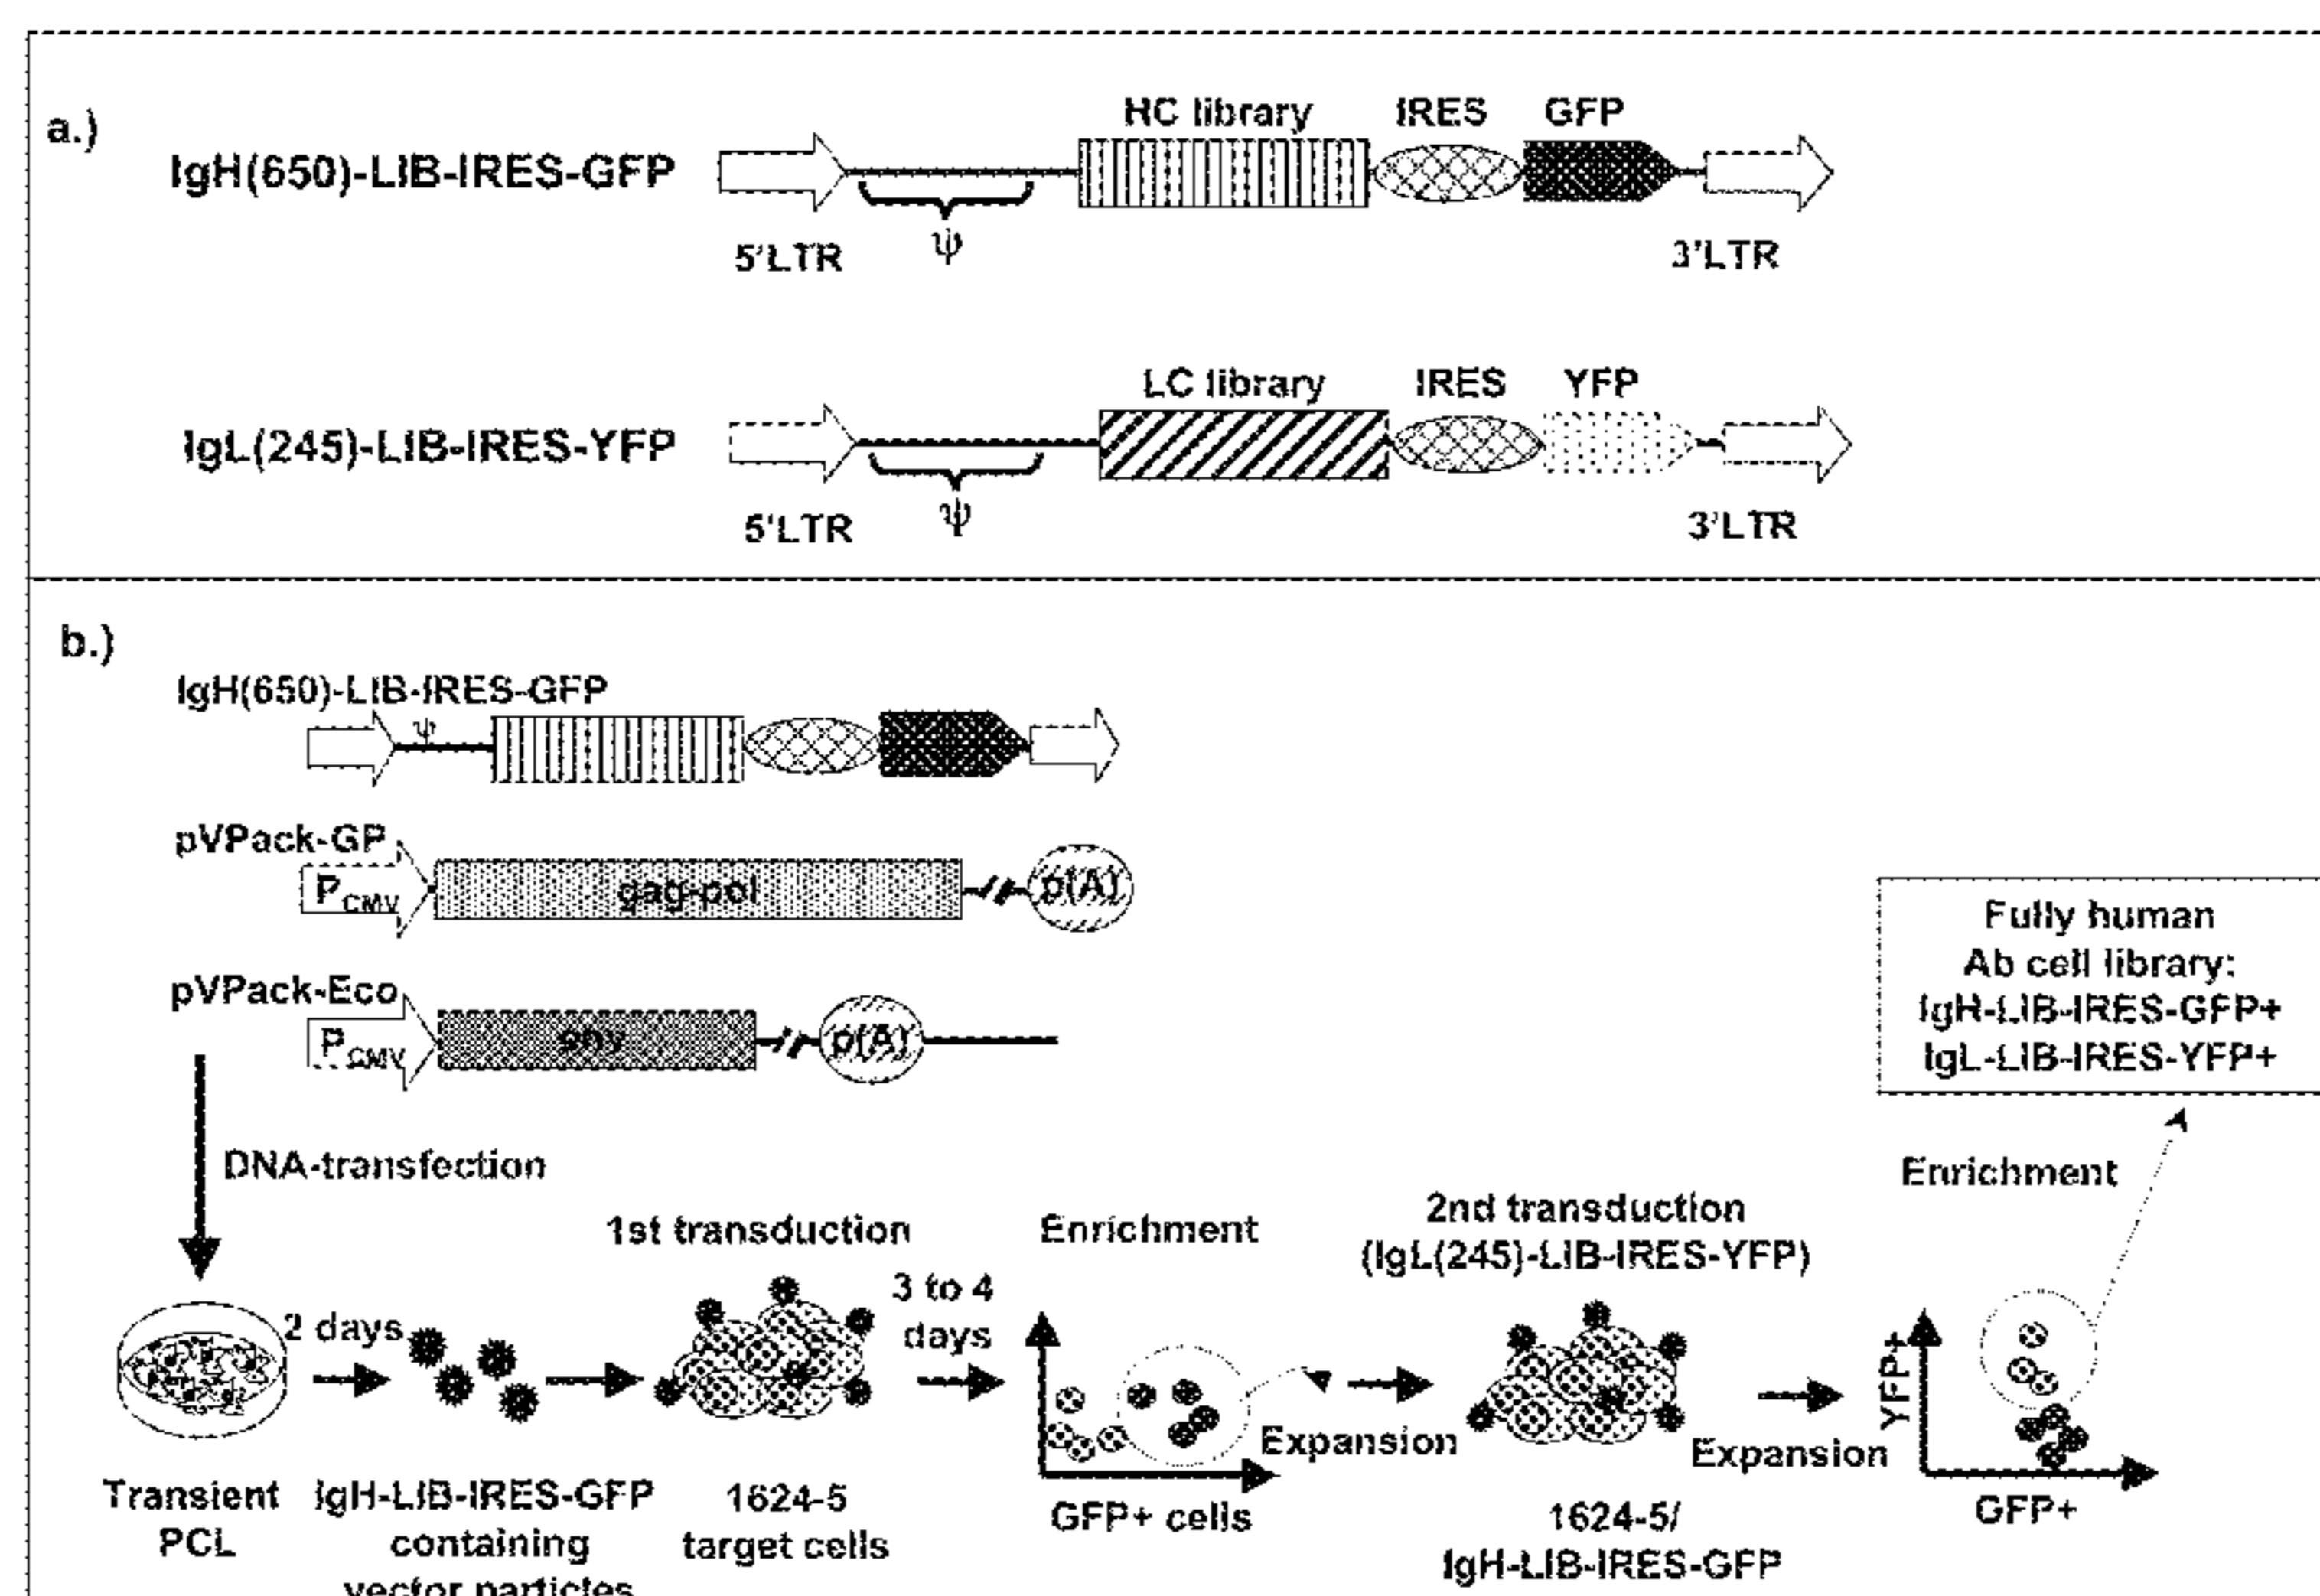 a.)
HC library IRES GFP
IgH(650)-LIB-IRES-GFP
ψ
5'LTR 3'LTR
LC library IRES YFP
IgL(245)-LIB-IRES-YFP
ψ
5'LTR 3'LTR
b.)
IgH(650)-LIB-IRES-GFP
ψ
pVPack-GP
PCMV gag-pol p(A)
pVPack-Eco
PCMV env p(A)
Fully human
Ab cell library:
IgH-LIB-IRES-GFP+
IgL-LIB-IRES-YFP+
DNA-transfection
Enrichment
1st transduction
Enrichment
2nd transduction
(IgL(245)-LIB-IRES-YFP)
2 days
3 to 4
days
Expansion
Expansion
YFP+
Transient
PCL
IgH-LIB-IRES-GFP
containing
vector particles
1624-5
target cells
GFP+ cells
1624-5/
IgH-LIB-IRES-GFP
GFP+